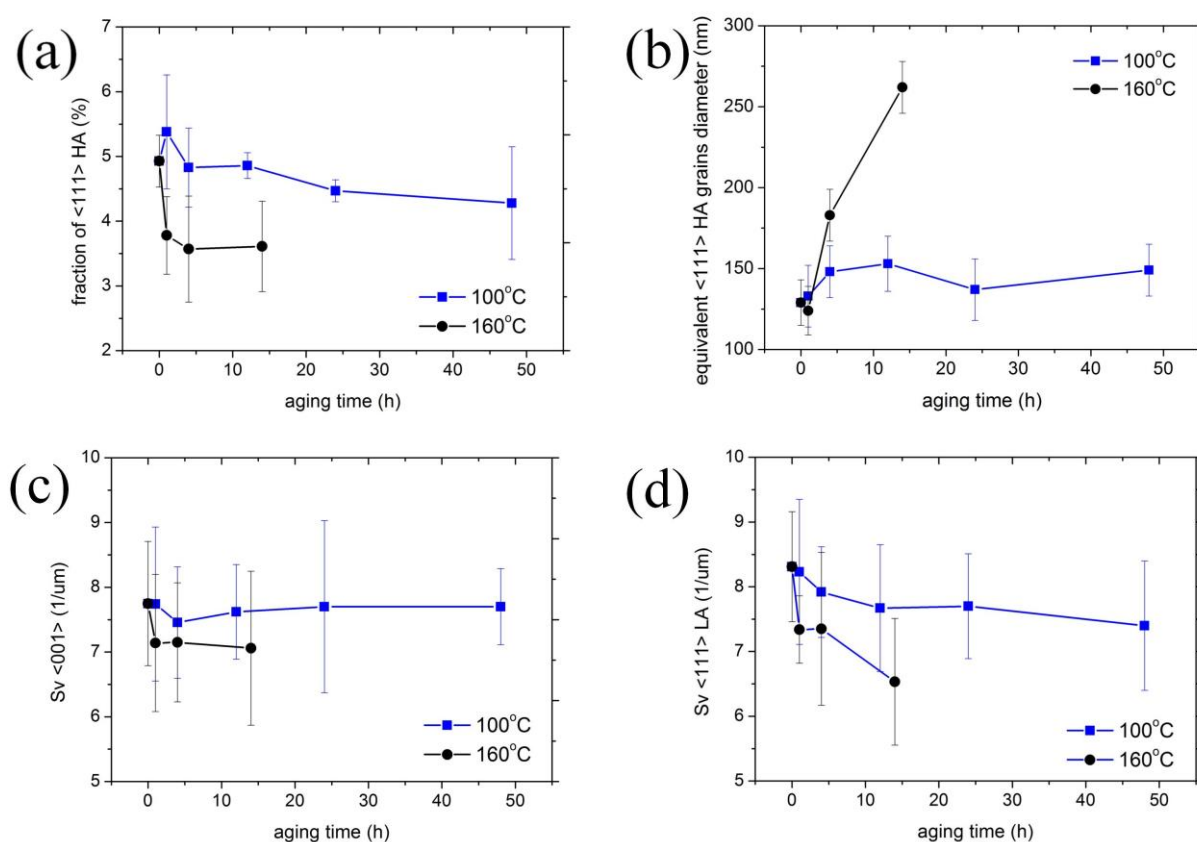 (a)
fraction of <111> HA (%)
7
6
5
4
3
2
100°C
160°C
0 10 20 30 40 50
aging time (h)
(b)
equivalent <111> HA grains diameter (nm)
300
250
200
150
100
100°C
160°C
0 10 20 30 40 50
aging time (h)
(c)
Sv <001> (1/um)
10
9
8
7
6
5
100°C
160°C
0 10 20 30 40 50
aging time (h)
(d)
Sv <111> LA (1/um)
10
9
8
7
6
5
100°C
160°C
0 10 20 30 40 50
aging time (h)